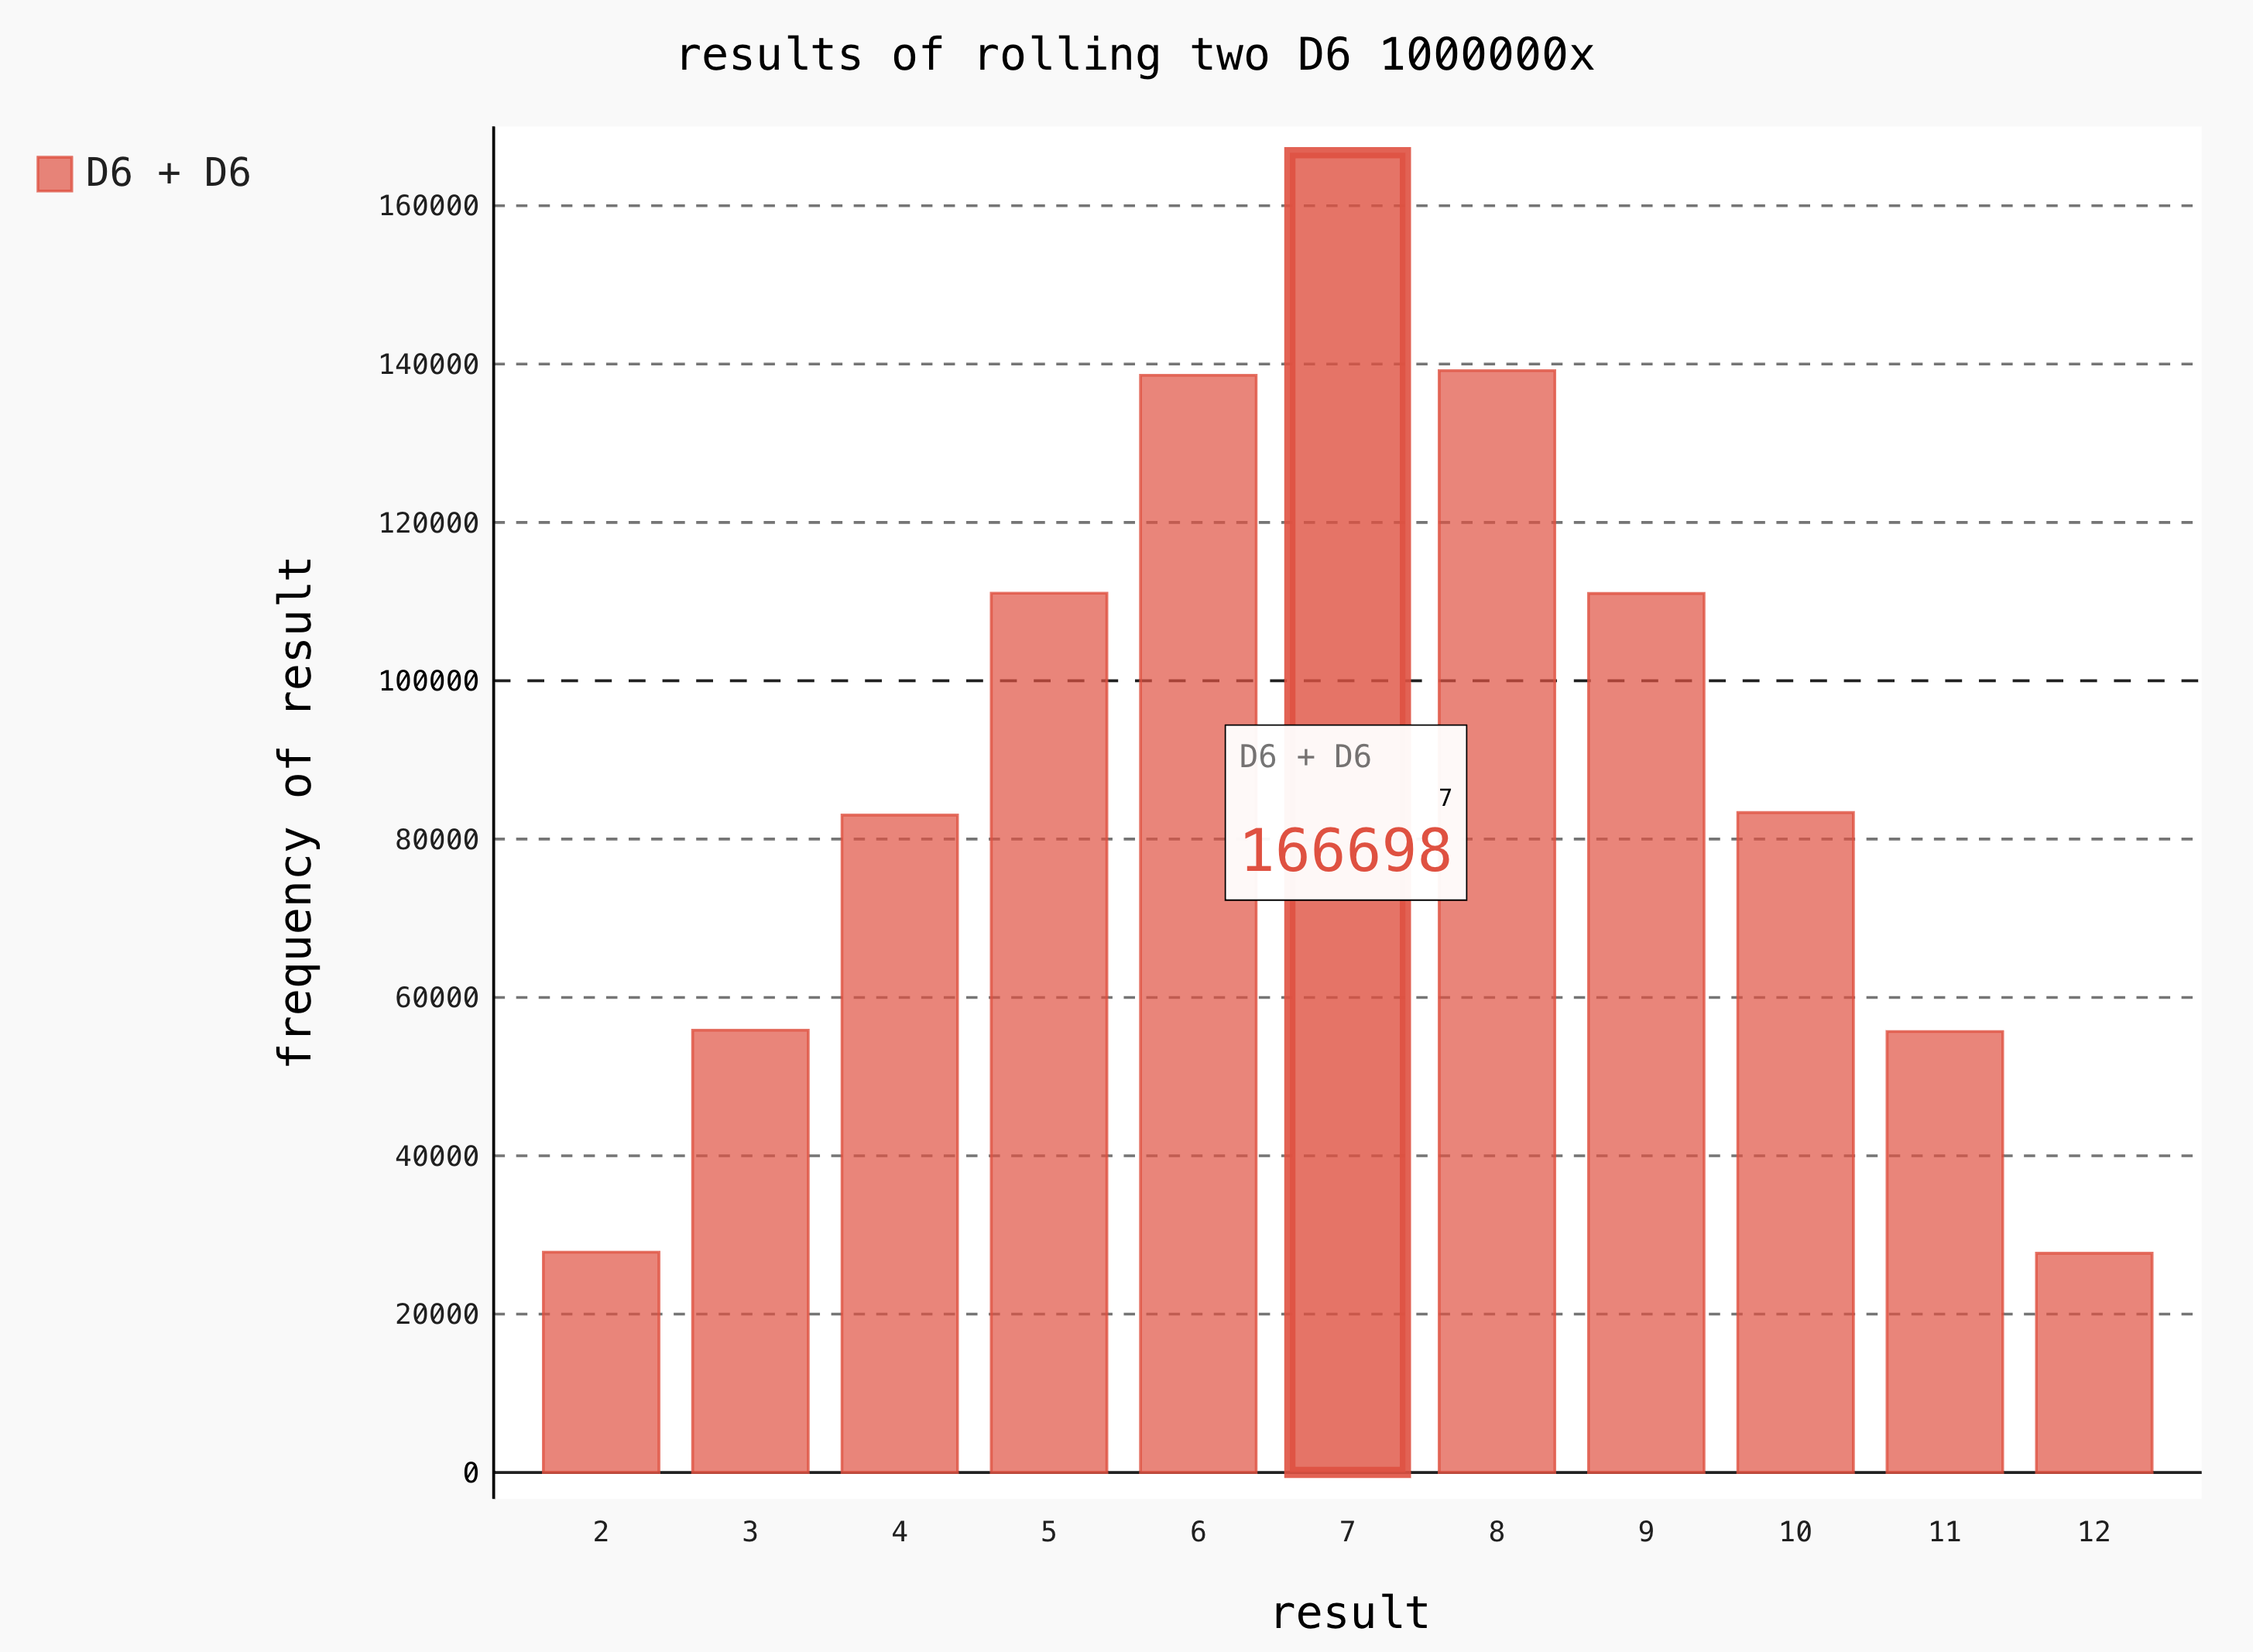 results of rolling two D6 1000000x
D6 + D6
frequency of result
160000
140000
120000
100000
80000
60000
40000
20000
0
D6 + D6
7
166698
2 3 4 5 6 7 8 9 10 11 12
result